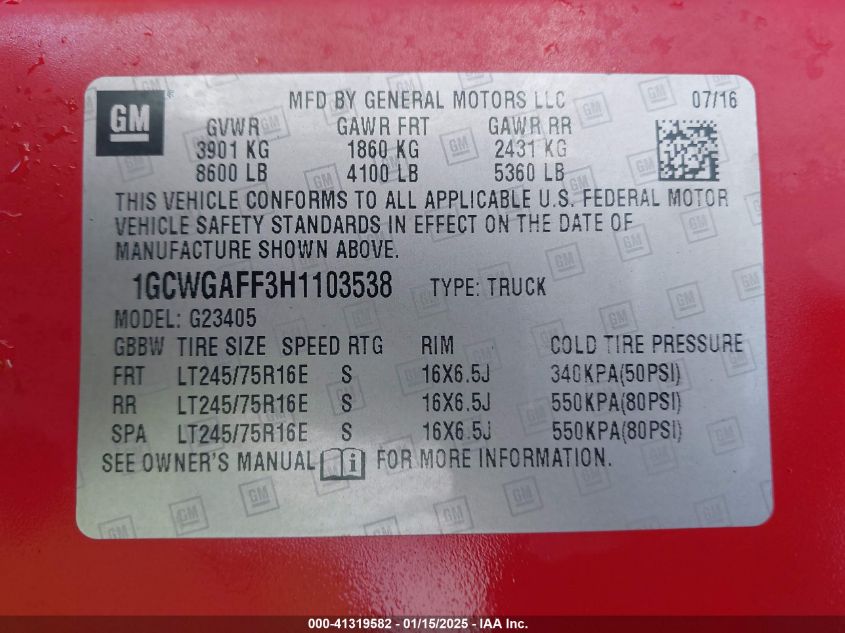 GM MFD BY GENERAL MOTORS LLC 07/16
GVWR GAWR FRT GAWR RR
3901 KG 1860 KG 2431 KG
8600 LB 4100 LB 5360 LB
THIS VEHICLE CONFORMS TO ALL APPLICABLE U.S. FEDERAL MOTOR
VEHICLE SAFETY STANDARDS IN EFFECT ON THE DATE OF
MANUFACTURE SHOWN ABOVE.
1GCWGAFF3H1103538 TYPE: TRUCK
MODEL: G23405
GBBW TIRE SIZE SPEED RTG RIM COLD TIRE PRESSURE
FRT LT245/75R16E S 16X6.5J 340KPA(50PSI)
RR LT245/75R16E S 16X6.5J 550KPA(80PSI)
SPA LT245/75R16E S 16X6.5J 550KPA(80PSI)
SEE OWNER'S MANUAL i FOR MORE INFORMATION.
000-41319582 - 01/15/2025 - IAA Inc.